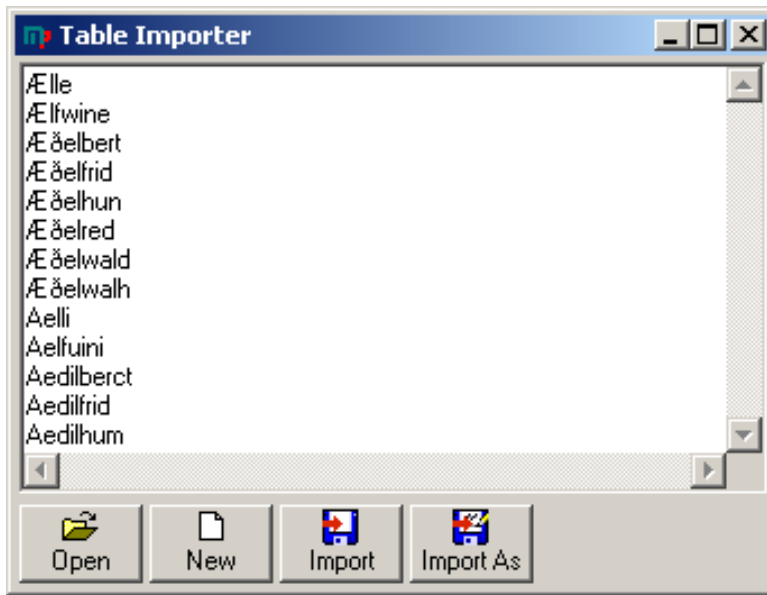 Table Importer
Ælle
Ælfwine
Æðelbert
Æðelfrid
Æðelhun
Æðelred
Æðelwald
Æðelwalh
Aelli
Aelfuini
Aedilberct
Aedilfrid
Aedilhum
Open New Import Import As